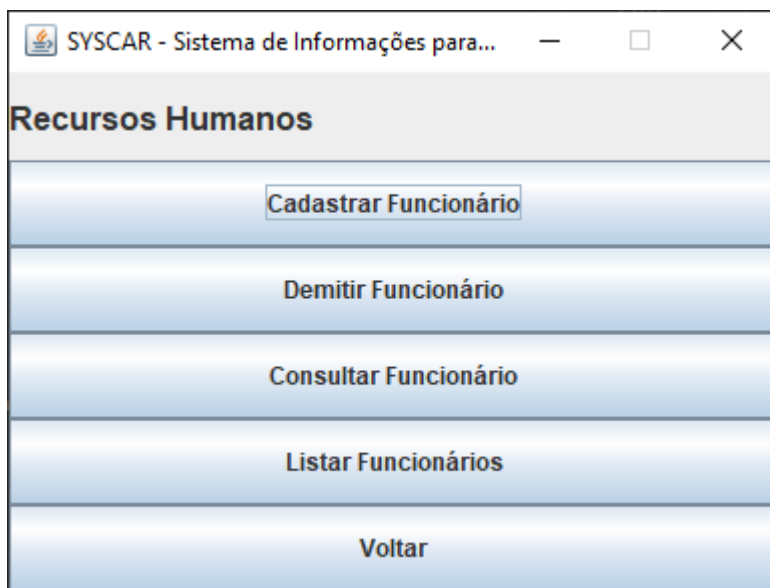 SYSCAR - Sistema de Informações para...
Recursos Humanos
Cadastrar Funcionário
Demitir Funcionário
Consultar Funcionário
Listar Funcionários
Voltar